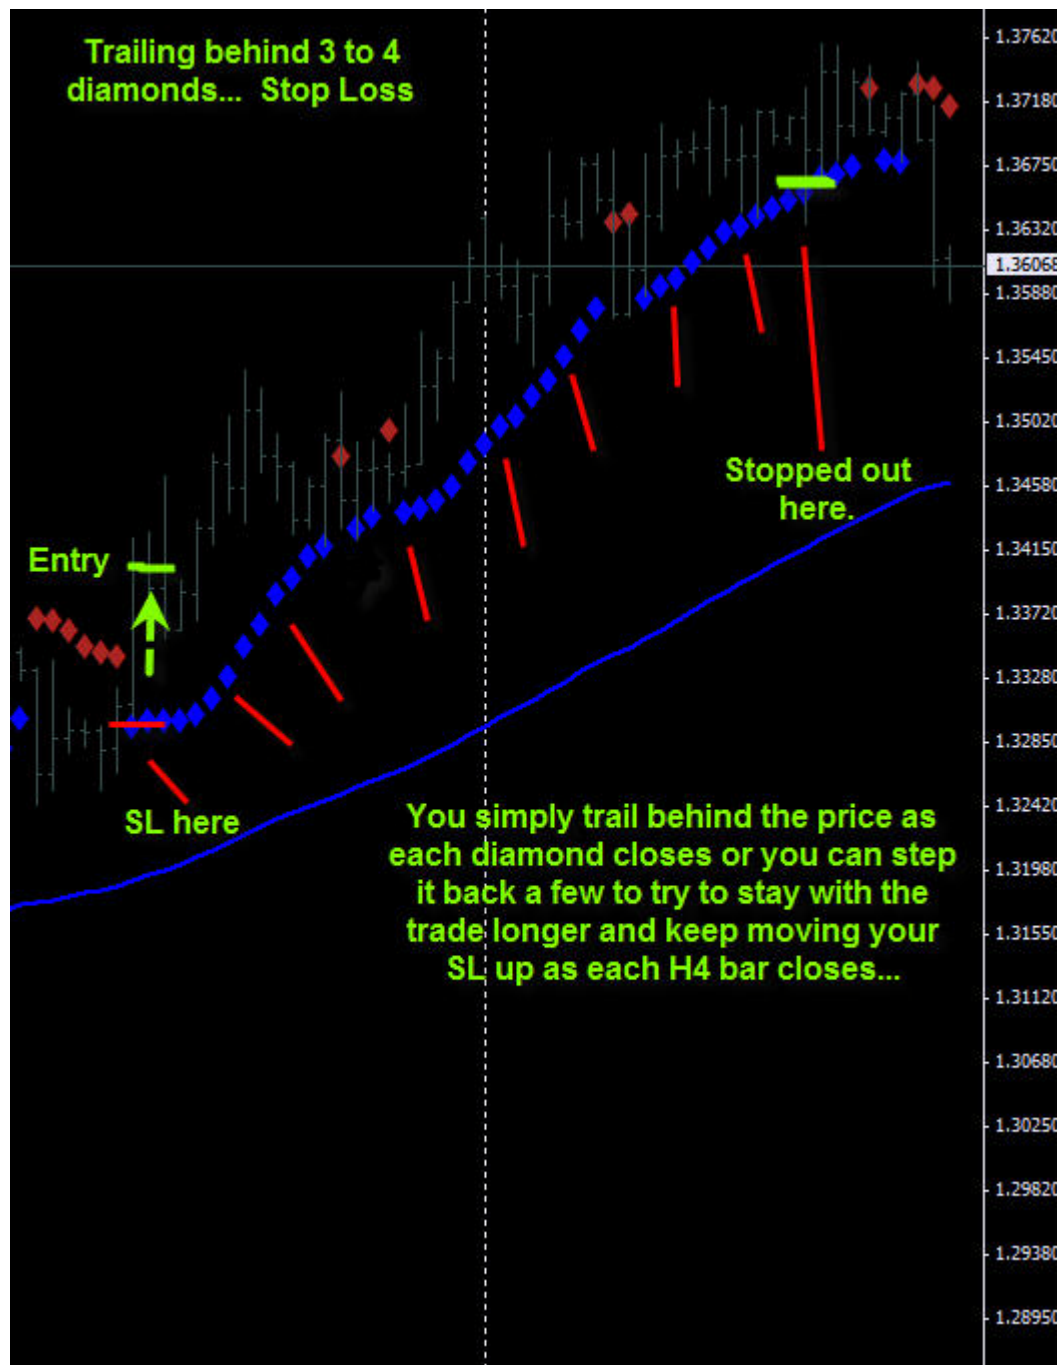 Trailing behind 3 to 4
diamonds... Stop Loss
1.37620
1.37180
1.36750
1.36320
1.36068
1.35880
1.35450
1.35020
Stopped out
here.
1.34580
1.34150
Entry
1.33720
1.33280
1.32850
SL here
1.32420
You simply trail behind the price as
each diamond closes or you can step
it back a few to try to stay with the
trade longer and keep moving your
SL up as each H4 bar closes...
1.31980
1.31550
1.31120
1.30680
1.30250
1.29820
1.29380
1.28950